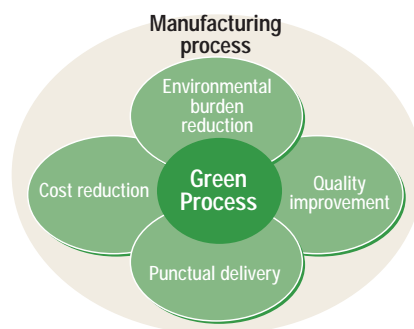 Manufacturing
process
Environmental
burden
reduction
Cost reduction
Green
Process
Quality
improvement
Punctual delivery